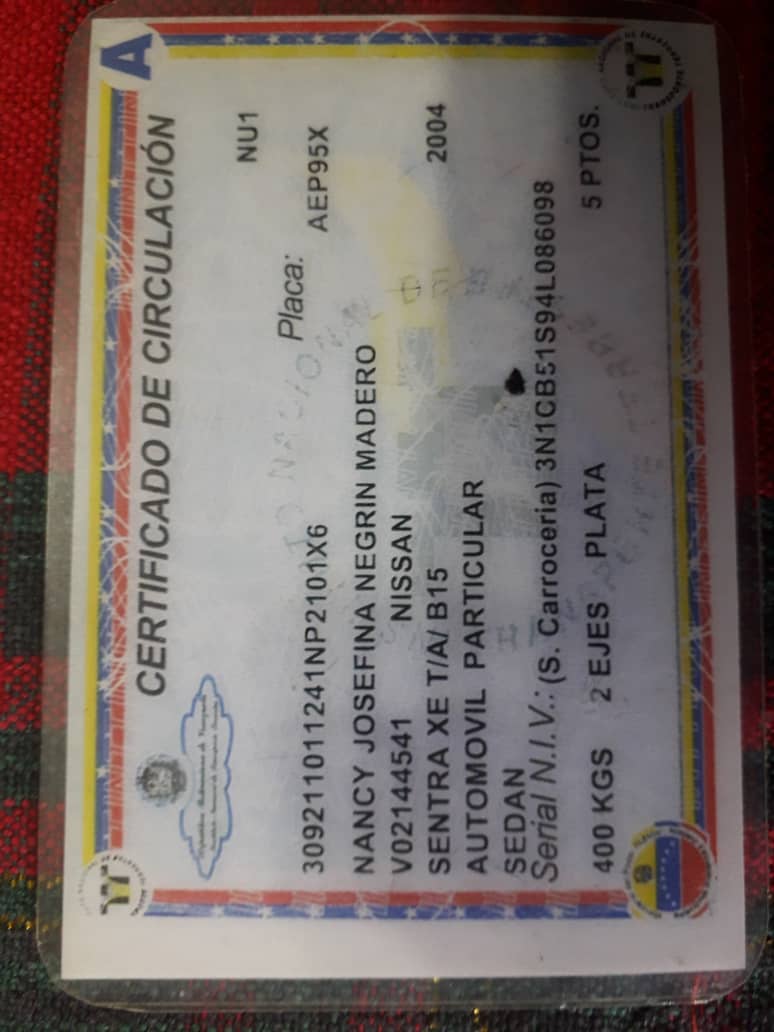 A
CERTIFICADO DE CIRCULACIÓN
NU1
309211011241NP2101X6 Placa: AEP95X
NANCY JOSEFINA NEGRIN MADERO
V02144541 NISSAN
SENTRA XE T/A/ B15 2004
AUTOMOVIL PARTICULAR
SEDAN
Serial N.I.V.: (S. Carroceria) 3N1CB51S94L086098
400 KGS 2 EJES PLATA 5 PTOS.